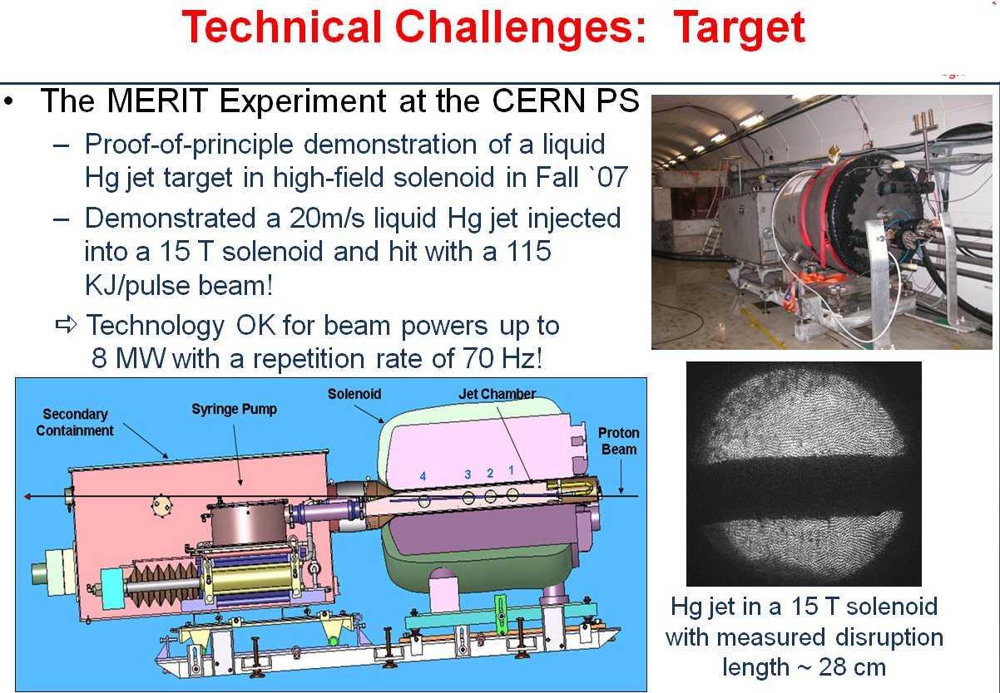 Technical Challenges: Target
• The MERIT Experiment at the CERN PS
– Proof-of-principle demonstration of a liquid
Hg jet target in high-field solenoid in Fall `07
– Demonstrated a 20m/s liquid Hg jet injected
into a 15 T solenoid and hit with a 115
KJ/pulse beam!
⇨ Technology OK for beam powers up to
8 MW with a repetition rate of 70 Hz!
Secondary
Containment
Syringe Pump
Solenoid
Jet Chamber
Proton
Beam
4 3 2 1
Hg jet in a 15 T solenoid
with measured disruption
length ~ 28 cm